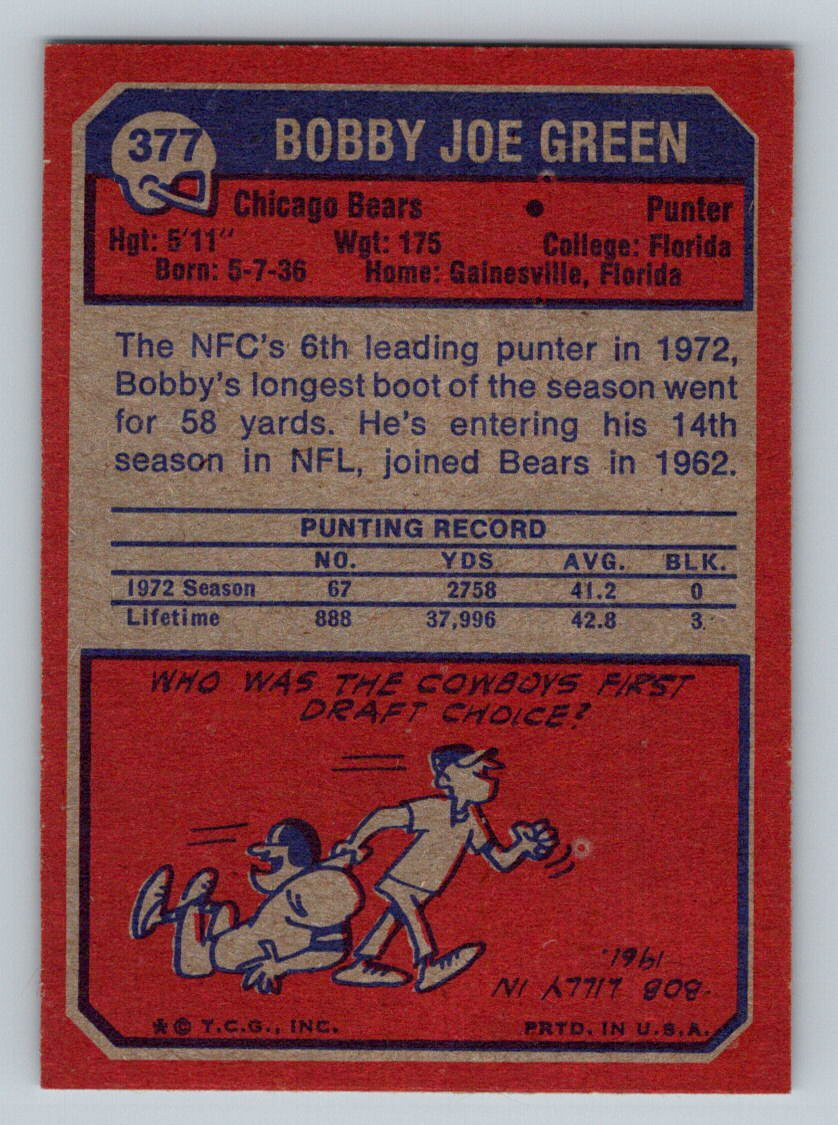 377 BOBBY JOE GREEN
Chicago Bears • Punter
Hgt: 5'11" Wgt: 175 College: Florida
Born: 5-7-36 Home: Gainesville, Florida
The NFC's 6th leading punter in 1972,
Bobby's longest boot of the season went
for 58 yards. He's entering his 14th
season in NFL, joined Bears in 1962.
PUNTING RECORD
NO. YDS AVG. BLK.
1972 Season 67 2758 41.2 0
Lifetime 888 37,996 42.8 3
WHO WAS THE COWBOYS FIRST
DRAFT CHOICE?
BOB LILLY IN
1961.
* © T.C.G., INC. PRTD. IN U.S.A.